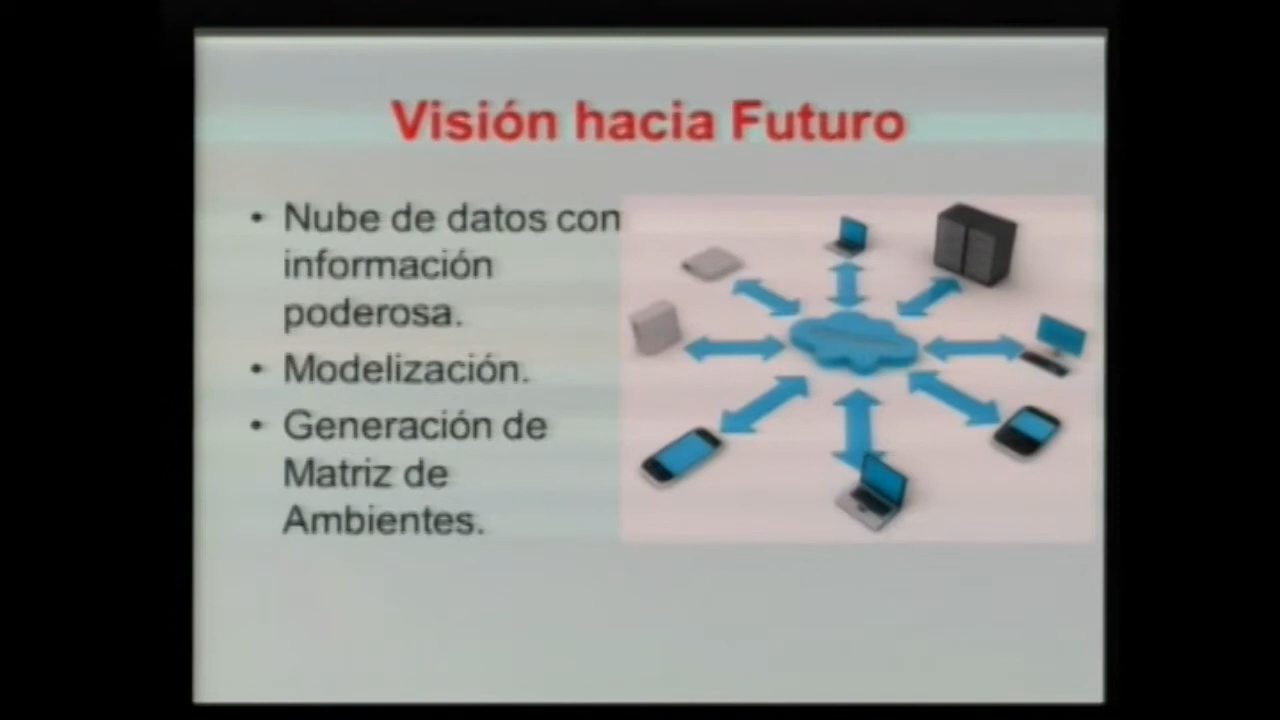 Visión hacia Futuro
• Nube de datos con
información
poderosa.
• Modelización.
• Generación de
Matriz de
Ambientes.